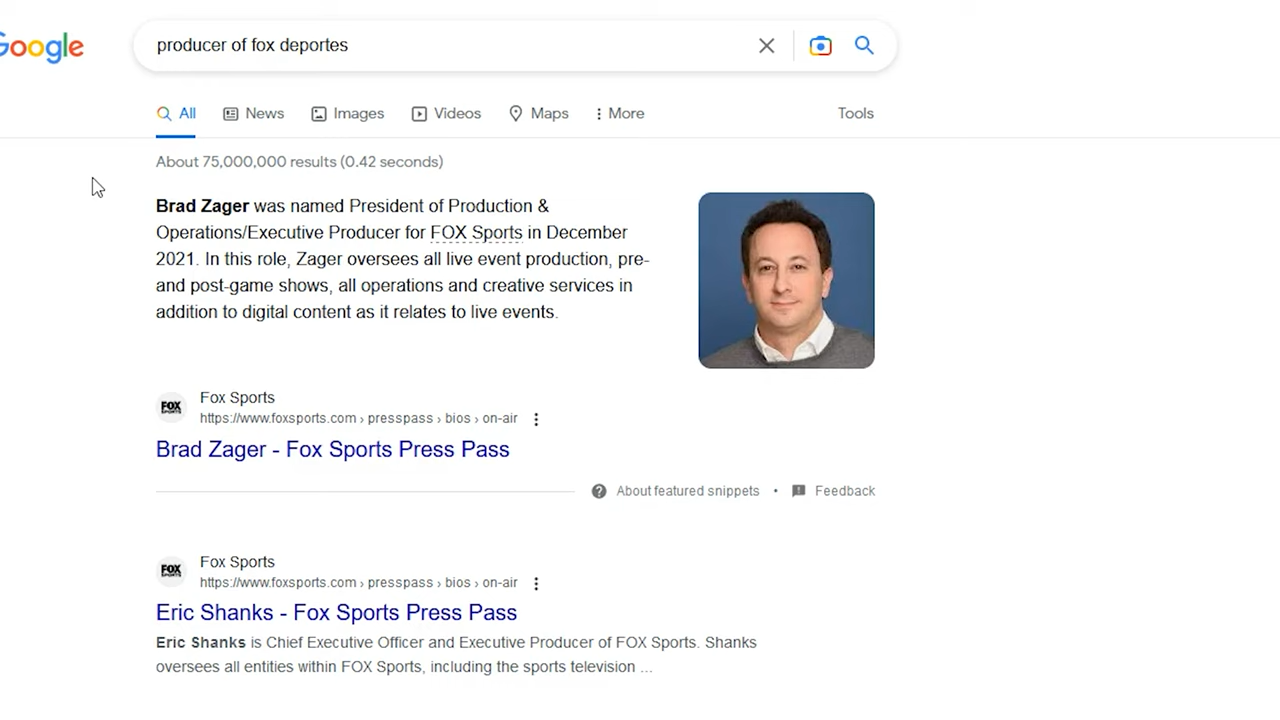 Google
producer of fox deportes
All News Images Videos Maps More Tools
About 75,000,000 results (0.42 seconds)
Brad Zager was named President of Production &
Operations/Executive Producer for FOX Sports in December
2021. In this role, Zager oversees all live event production, pre-
and post-game shows, all operations and creative services in
addition to digital content as it relates to live events.
FOX
SPORTS
Fox Sports
https://www.foxsports.com › presspass › bios › on-air
Brad Zager - Fox Sports Press Pass
About featured snippets • Feedback
FOX
SPORTS
Fox Sports
https://www.foxsports.com › presspass › bios › on-air
Eric Shanks - Fox Sports Press Pass
Eric Shanks is Chief Executive Officer and Executive Producer of FOX Sports. Shanks
oversees all entities within FOX Sports, including the sports television ...